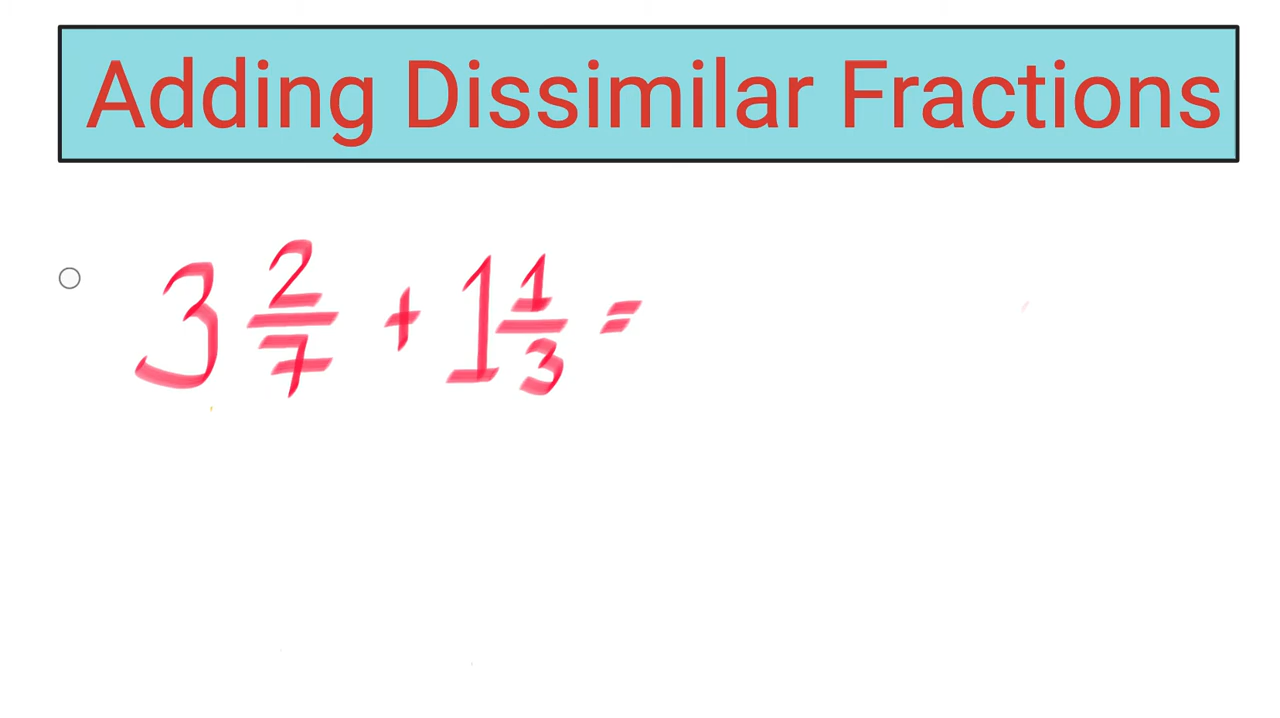 Adding Dissimilar Fractions
3 2/7 + 1 1/3 =